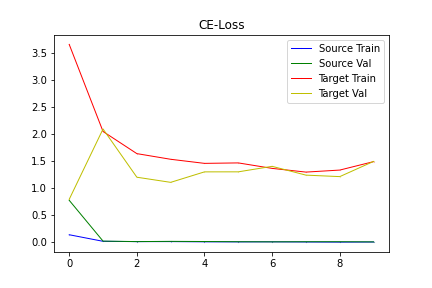 CE-Loss
Source Train
Source Val
Target Train
Target Val
3.5
3.0
2.5
2.0
1.5
1.0
0.5
0.0
0 2 4 6 8